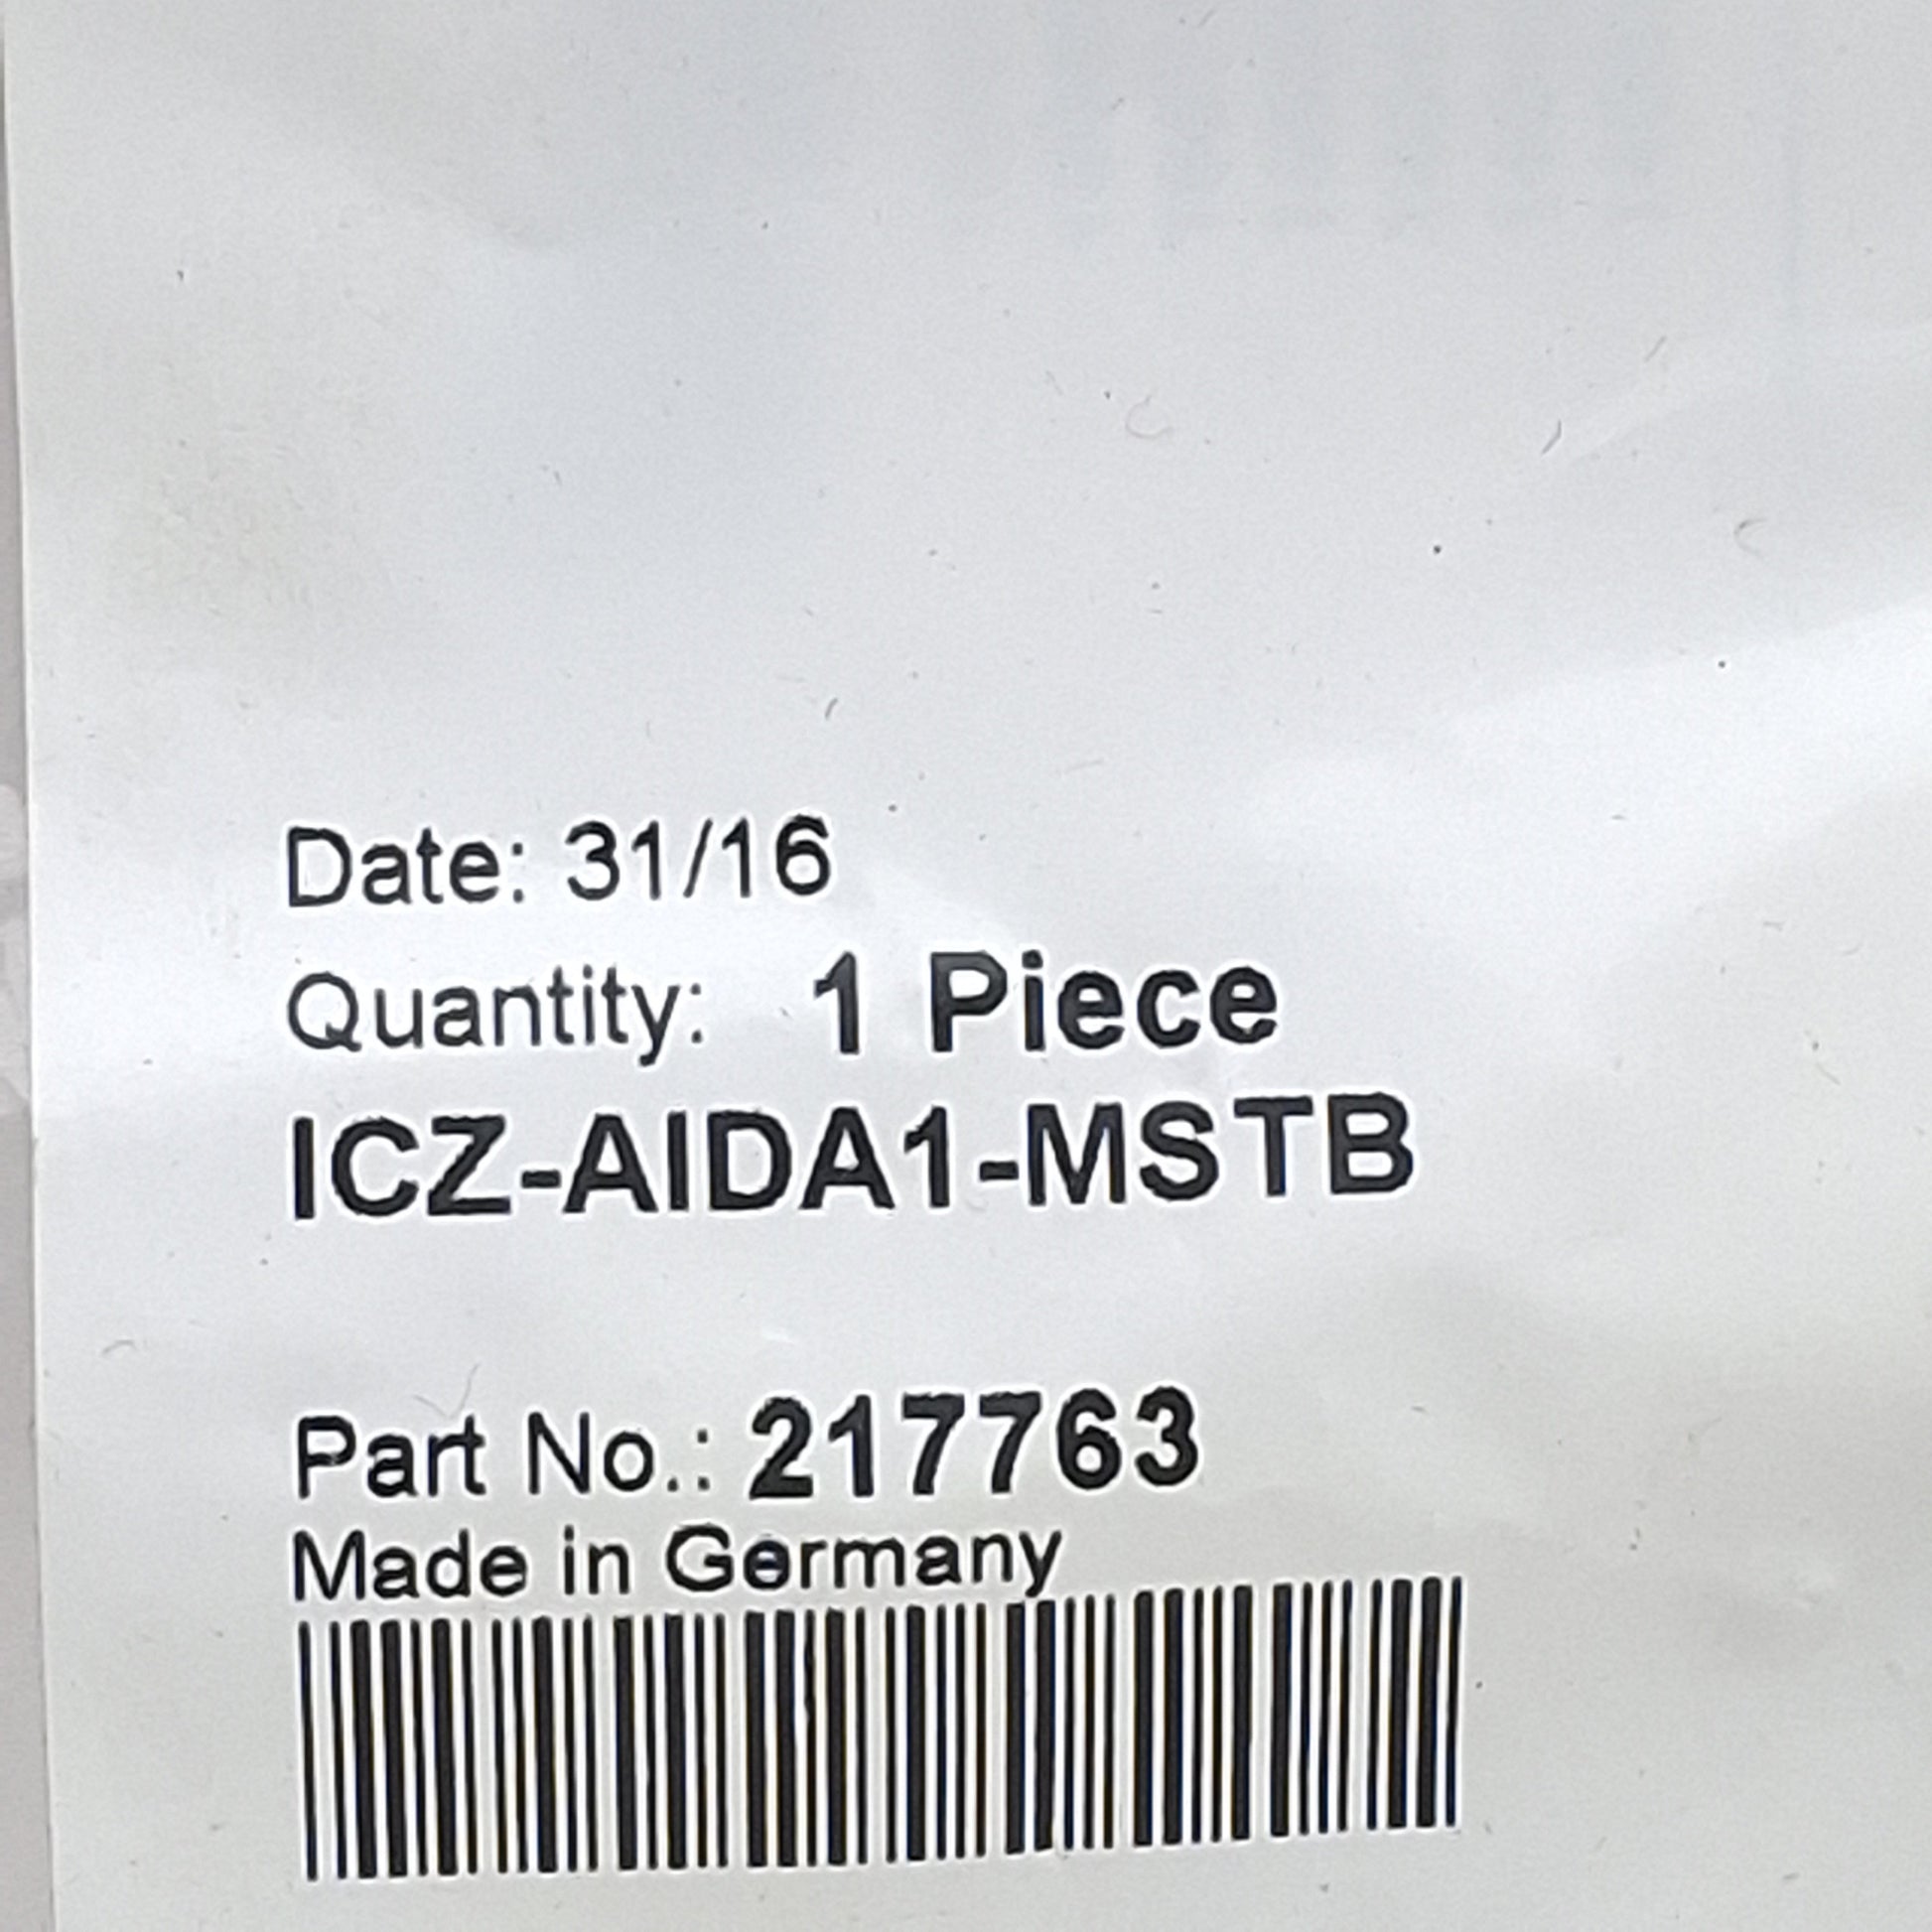 Date: 31/16
Quantity: 1 Piece
ICZ-AIDA1-MSTB
Part No.: 217763
Made in Germany